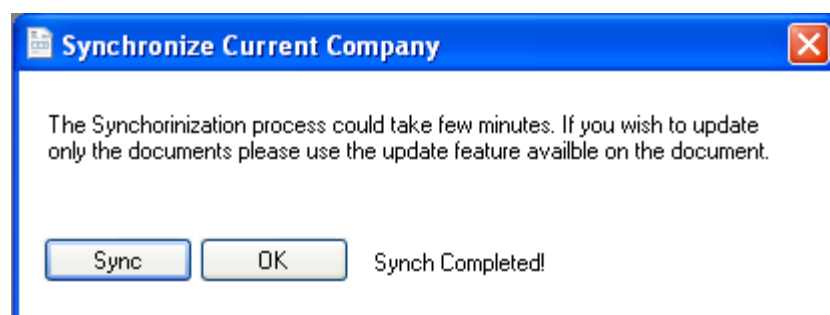 Synchronize Current Company
The Synchorinization process could take few minutes. If you wish to update
only the documents please use the update feature availble on the document.
Sync OK Synch Completed!